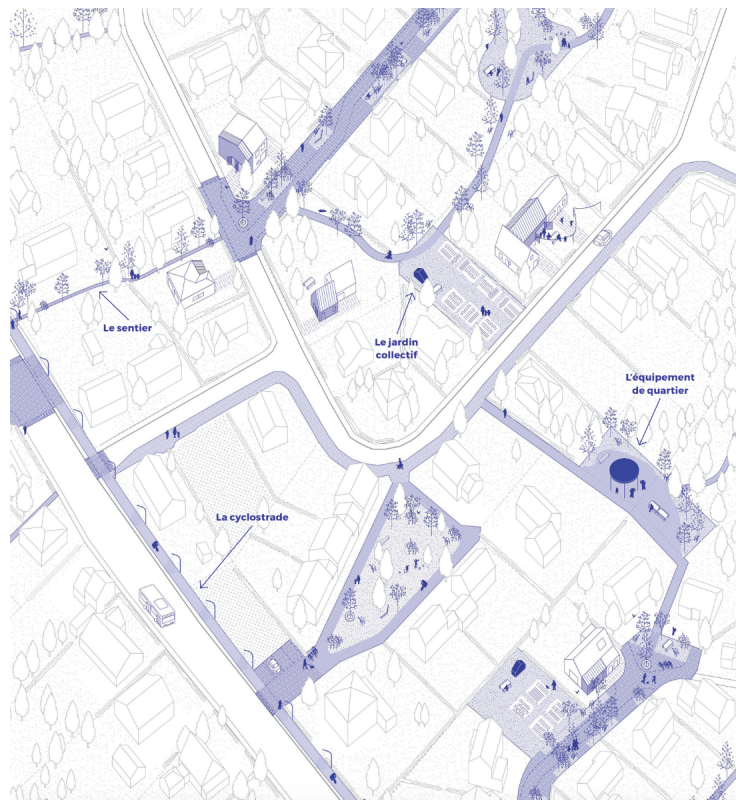 Le sentier
Le jardin
collectif
L'équipement
de quartier
La cyclostrade